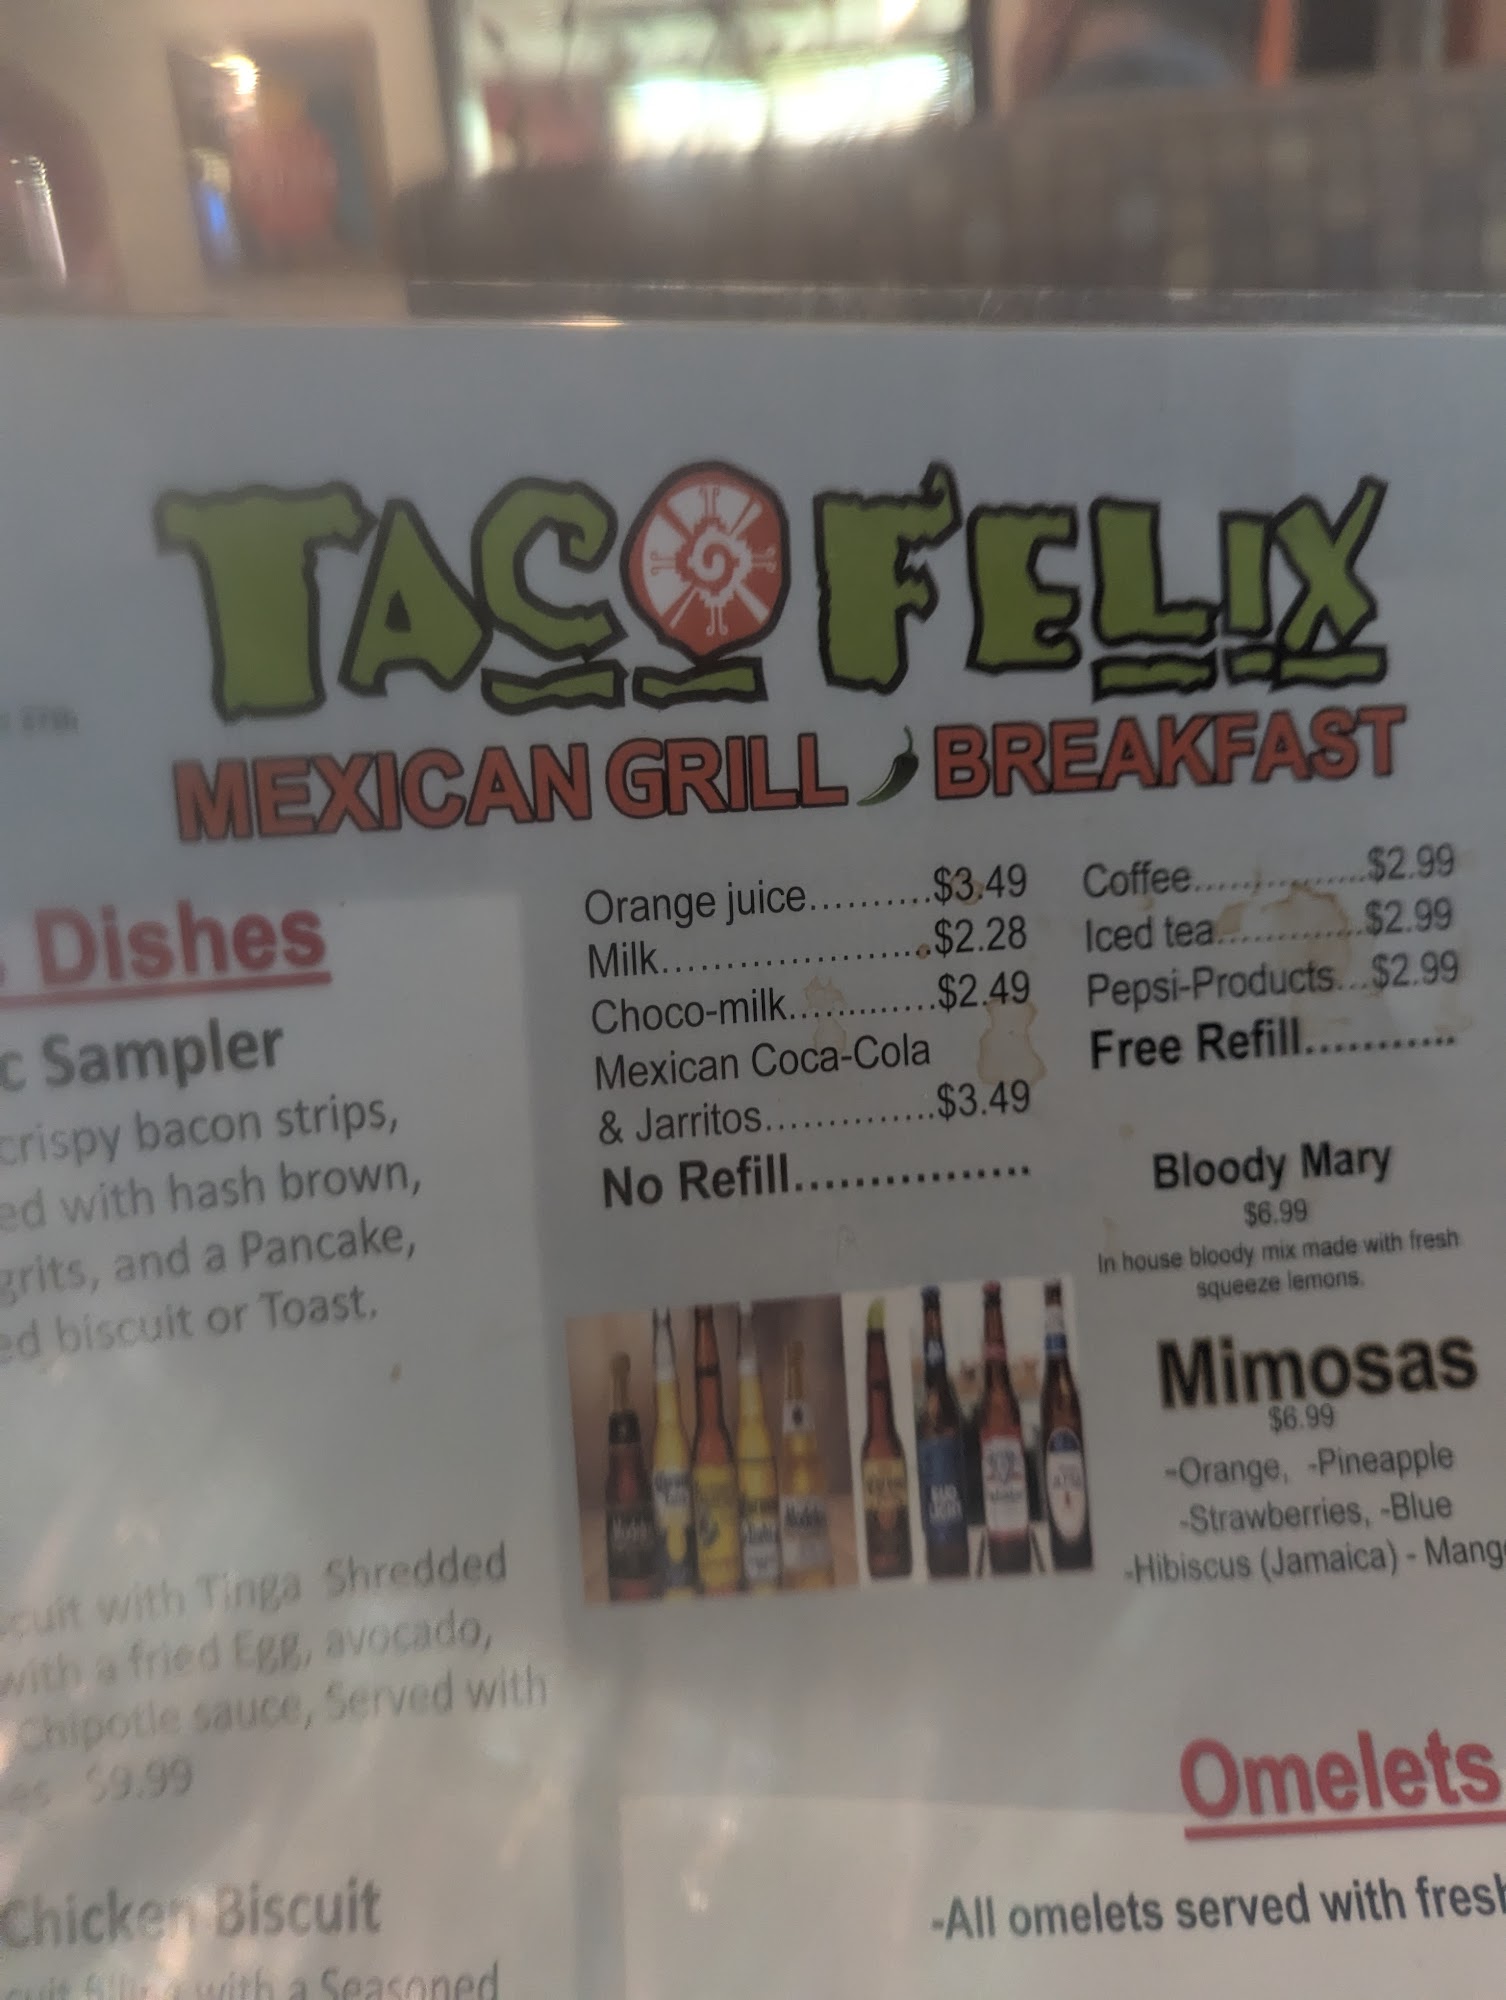 TACO FELIX
MEXICAN GRILL BREAKFAST
Dishes
c Sampler
crispy bacon strips,
ed with hash brown,
grits, and a Pancake,
ed biscuit or Toast.
cuit with Tinga Shredded
with a fried Egg, avocado,
Chipotle sauce, Served with
$9.99
Chicken Biscuit
with a Seasoned
Orange juice..........$3.49
Milk......................$2.28
Choco-milk.............$2.49
Mexican Coca-Cola
& Jarritos..............$3.49
No Refill.................
Coffee.................$2.99
Iced tea...............$2.99
Pepsi-Products...$2.99
Free Refill...........
Bloody Mary
$6.99
In house bloody mix made with fresh
squeeze lemons.
Mimosas
$6.99
-Orange, -Pineapple
-Strawberries, -Blue
-Hibiscus (Jamaica) - Mang
Omelets
-All omelets served with fresh